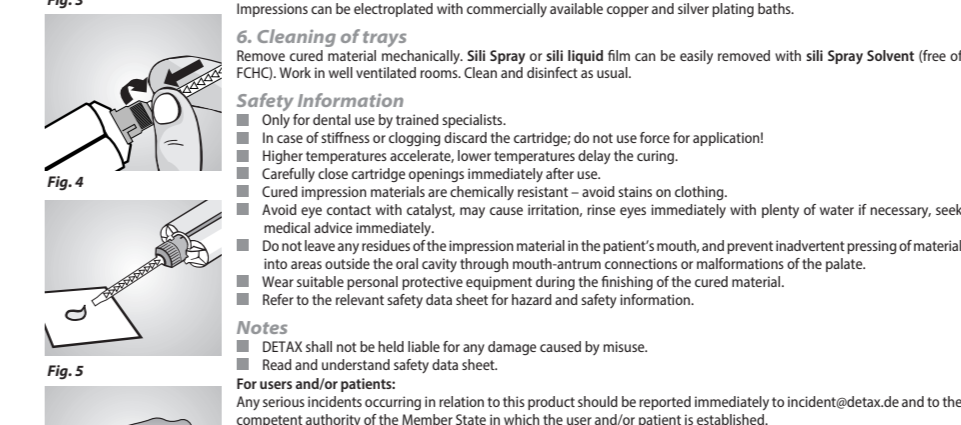 Fig. 3
Impressions can be electroplated with commercially available copper and silver plating baths.
6. Cleaning of trays
Remove cured material mechanically. Sili Spray or sili liquid film can be easily removed with sili Spray Solvent (free of
FCHC). Work in well ventilated rooms. Clean and disinfect as usual.
Safety Information
Only for dental use by trained specialists.
In case of stiffness or clogging discard the cartridge; do not use force for application!
Higher temperatures accelerate, lower temperatures delay the curing.
Carefully close cartridge openings immediately after use.
Cured impression materials are chemically resistant – avoid stains on clothing.
Avoid eye contact with catalyst, may cause irritation, rinse eyes immediately with plenty of water if necessary, seek
medical advice immediately.
Do not leave any residues of the impression material in the patient's mouth, and prevent inadvertent pressing of material
into areas outside the oral cavity through mouth-antrum connections or malformations of the palate.
Wear suitable personal protective equipment during the finishing of the cured material.
Refer to the relevant safety data sheet for hazard and safety information.
Notes
DETAX shall not be held liable for any damage caused by misuse.
Read and understand safety data sheet.
For users and/or patients:
Any serious incidents occurring in relation to this product should be reported immediately to incident@detax.de and to the
competent authority of the Member State in which the user and/or patient is established.
Fig. 4
Fig. 5